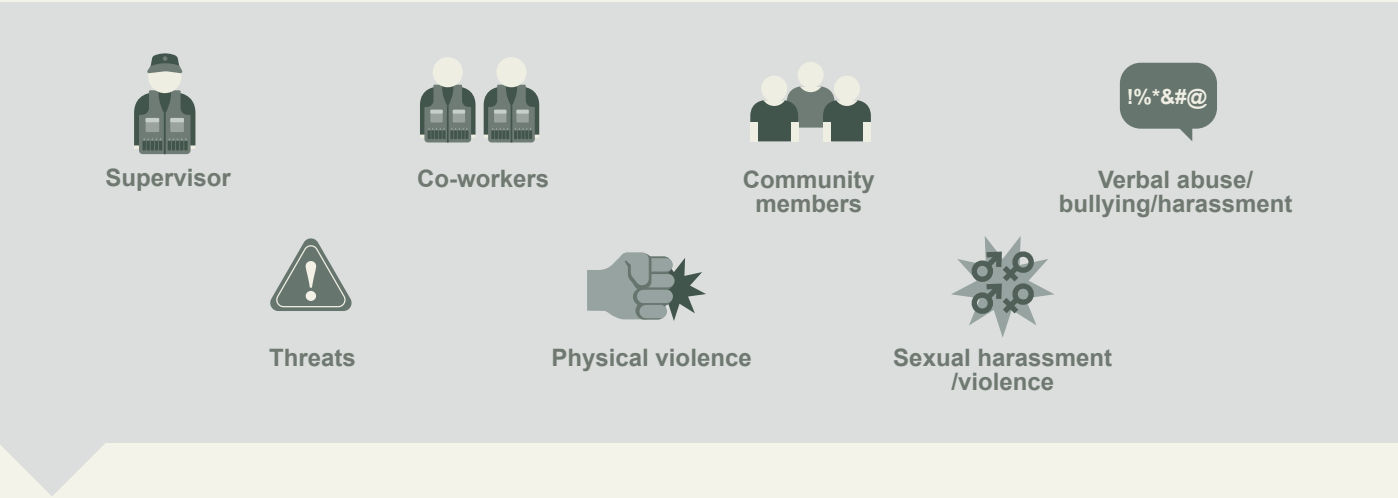 !%*&#@
Supervisor
Co-workers
Community
members
Verbal abuse/
bullying/harassment
Threats
Physical violence
Sexual harassment
/violence